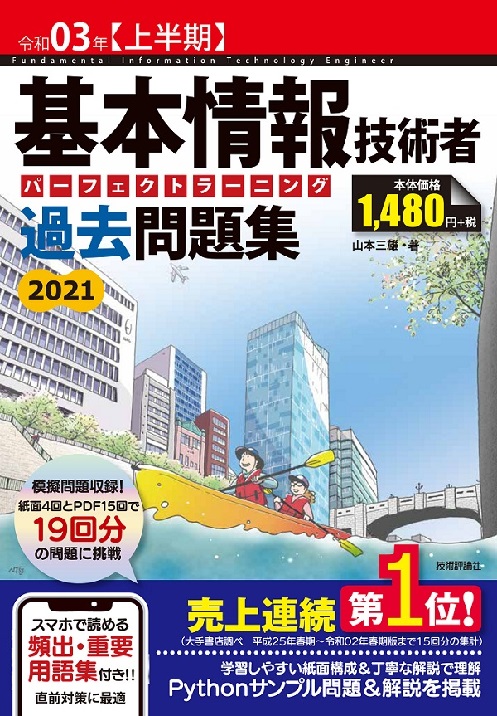 令和03年【上半期】
Fundamental Information Technology Engineer
基本情報技術者
パーフェクトラーニング
過去問題集
本体価格
1,480円+税
山本三雄・著
2021
模擬問題収録!
紙面4回とPDF15回で
19回分
の問題に挑戦
技術評論社
売上連続第1位!
(大手書店調べ 平成25年春期〜令和02年春期版まで15回分の集計)
スマホで読める
頻出・重要
用語集付き!!
直前対策に最適
学習しやすい紙面構成&丁寧な解説で理解
Pythonサンプル問題&解説を掲載